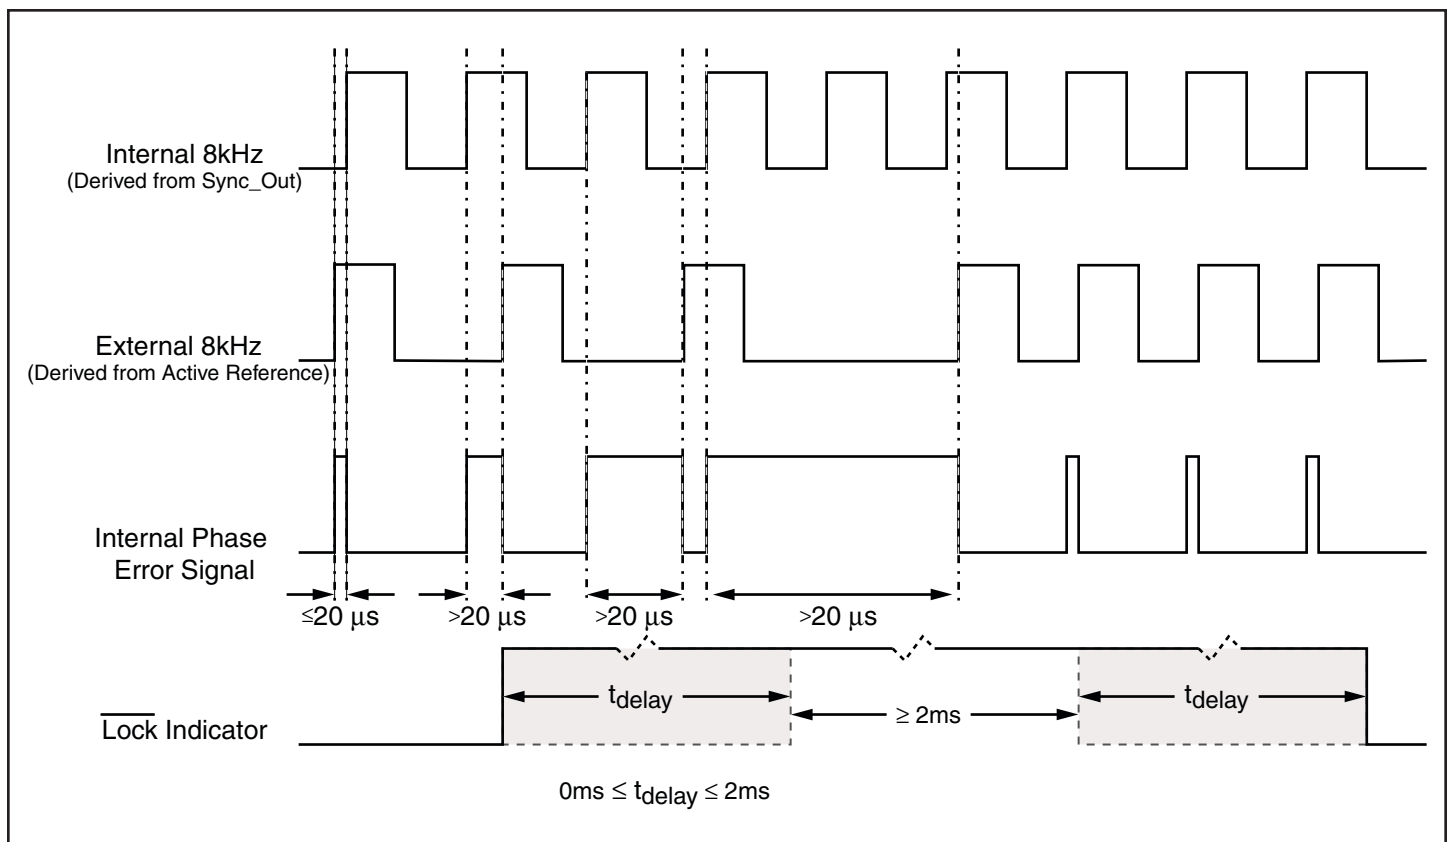 Internal 8kHz
(Derived from Sync_Out)
External 8kHz
(Derived from Active Reference)
Internal Phase
Error Signal
≤20 μs
>20 μs
>20 μs
>20 μs
Lock Indicator
tdelay
≥ 2ms
tdelay
0ms ≤ tdelay ≤ 2ms